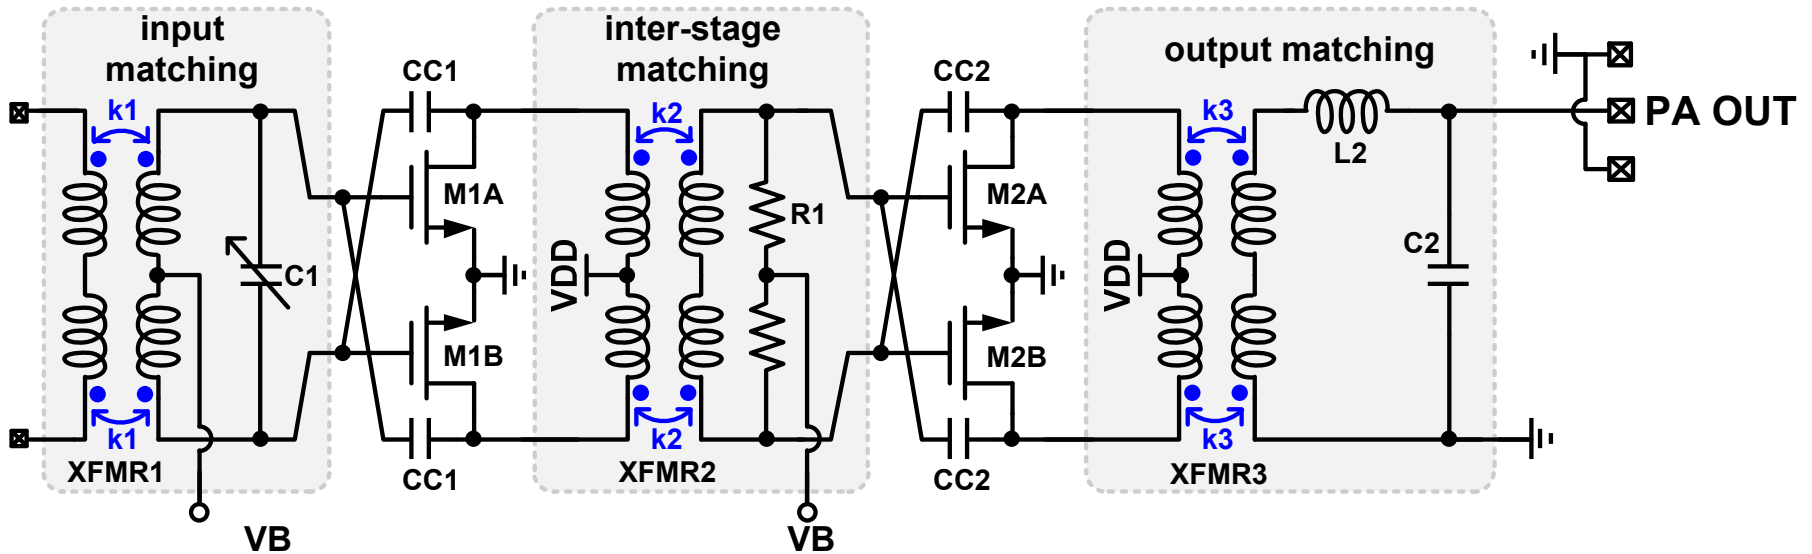 input
matching
inter-stage
matching
output matching
CC1
CC2
k1
k2
k3
PA OUT
L2
M1A
R1
M2A
C1
VDD
VDD
C2
M1B
M2B
k1
k2
k3
XFMR1
CC1
XFMR2
CC2
XFMR3
VB
VB